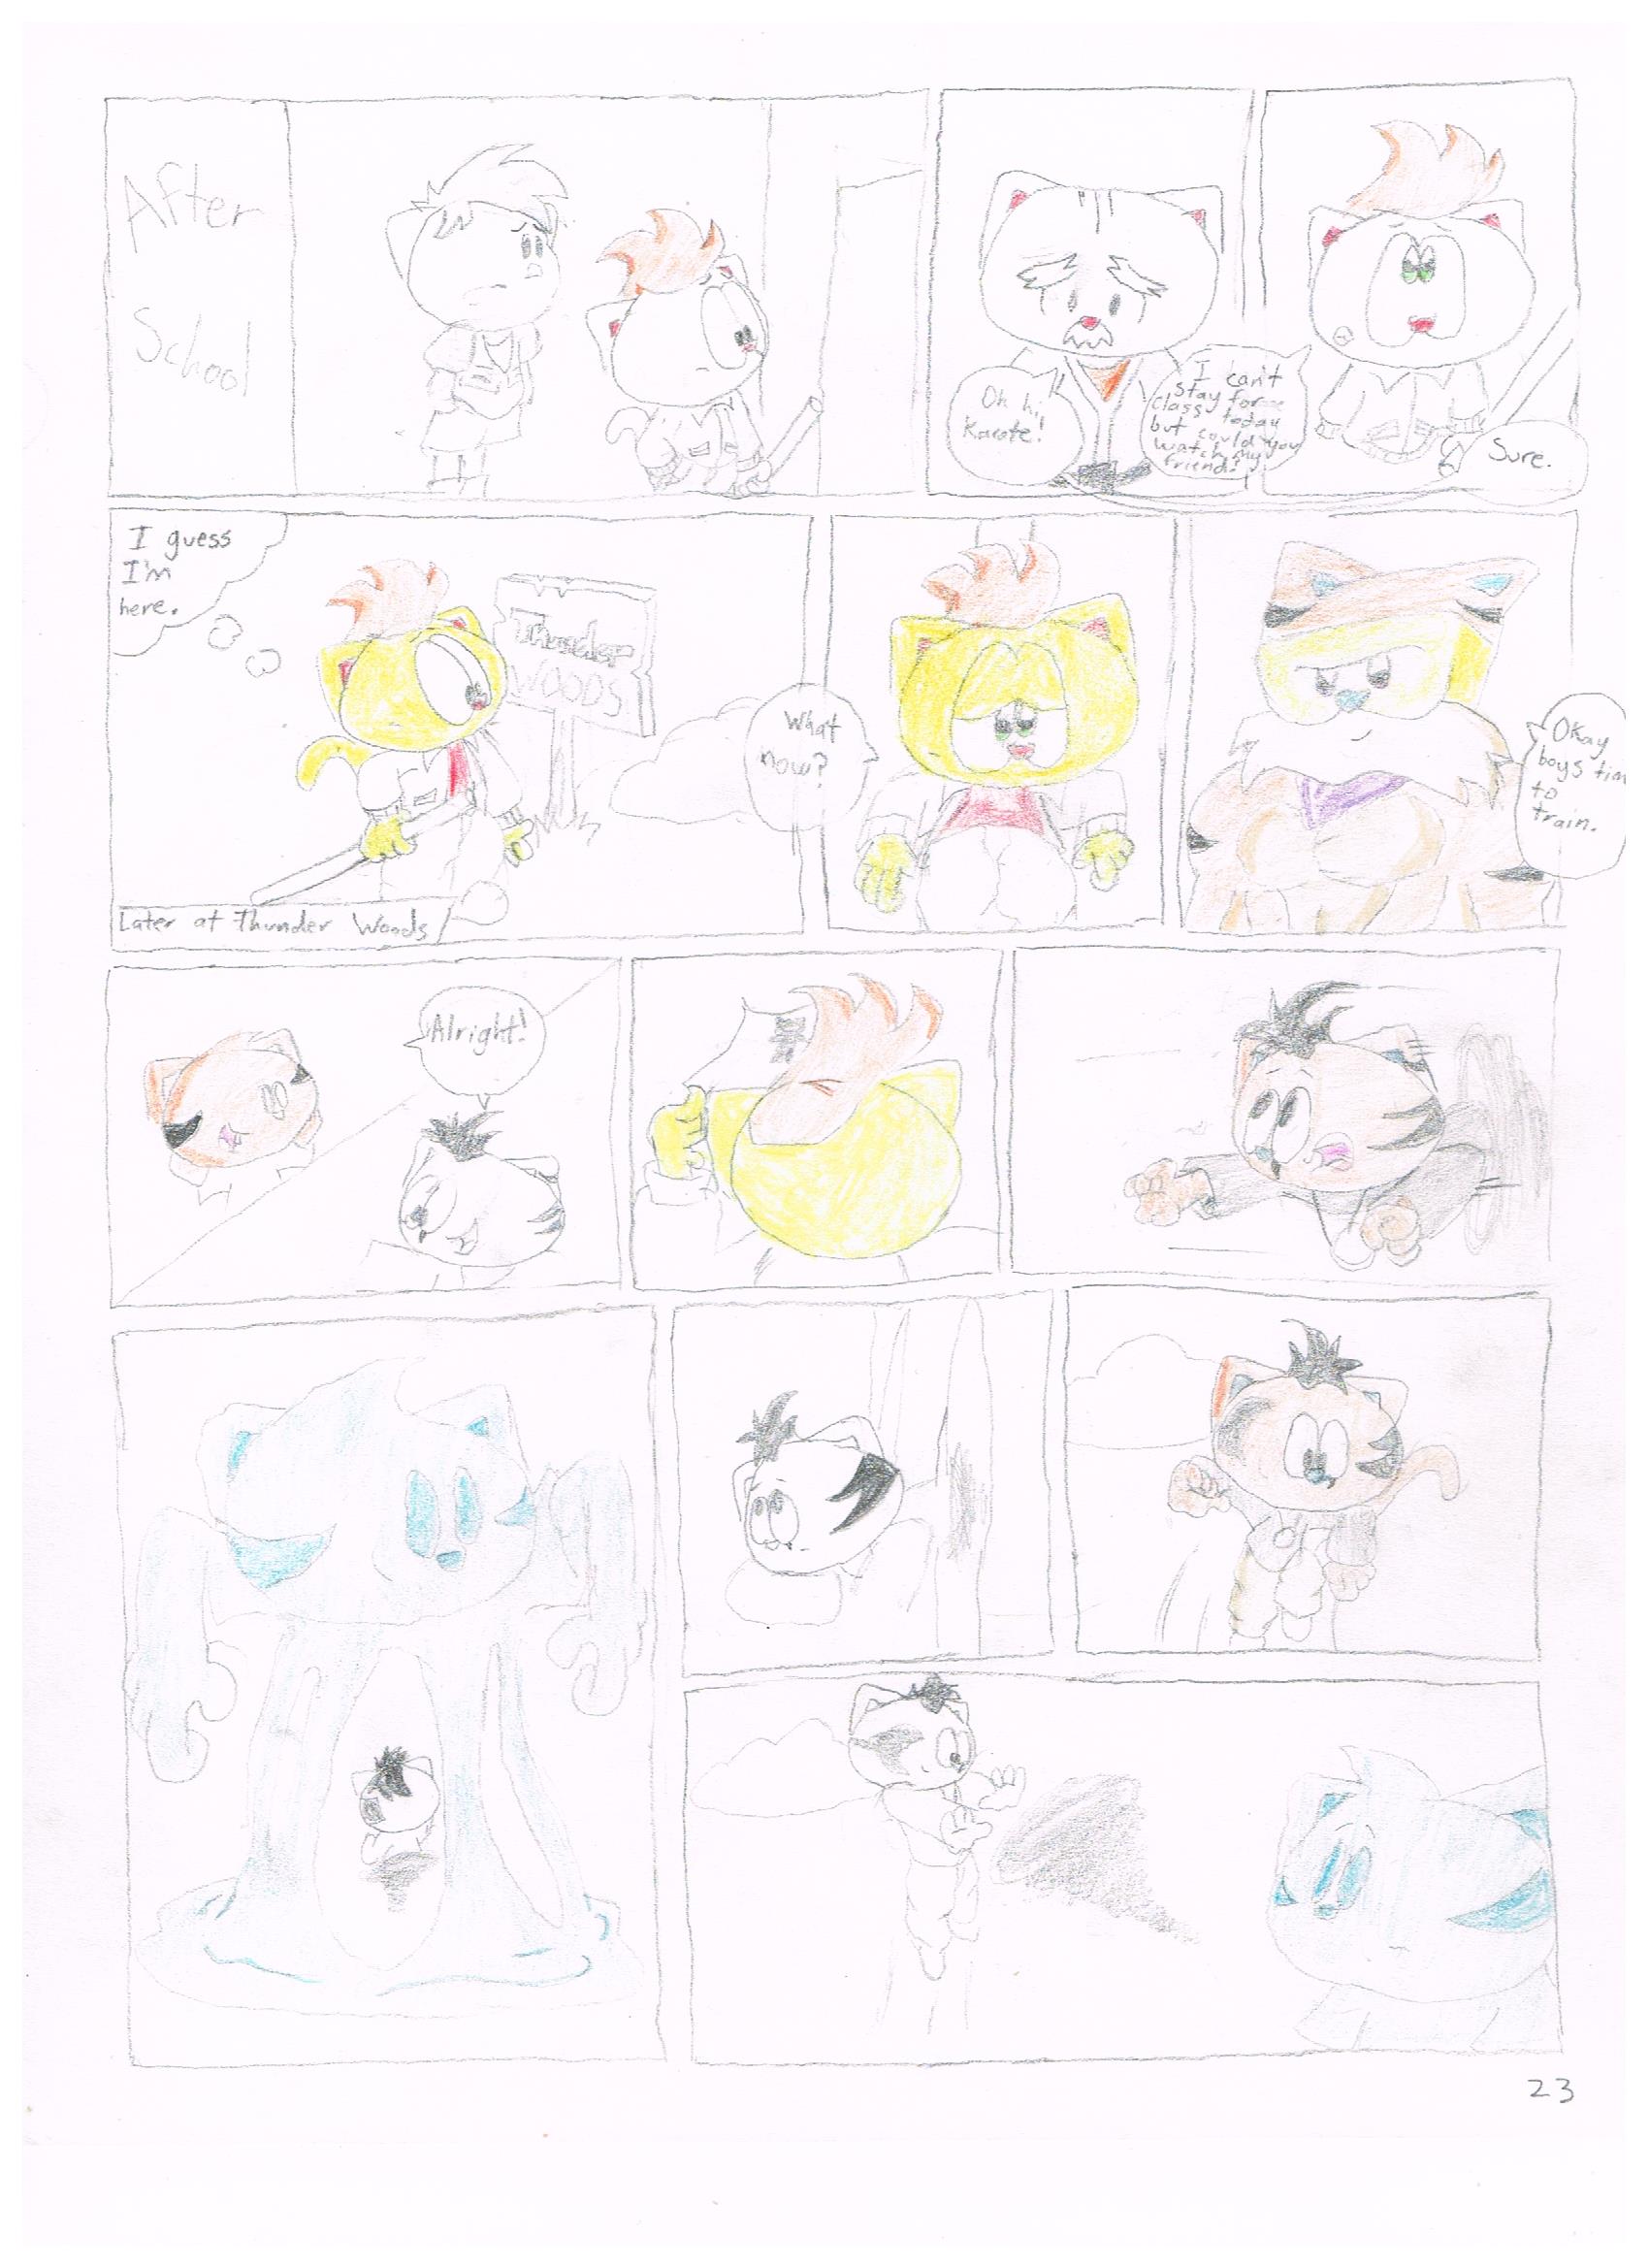 After
School
Oh hi,
Karate!
I can't
stay for
class today
but could you
watch my
friend?
Sure.
I guess
I'm
here.
Thunder
WOODS
Later at Thunder Woods
What
now?
Okay
boys tim
to
train.
Alright!
23